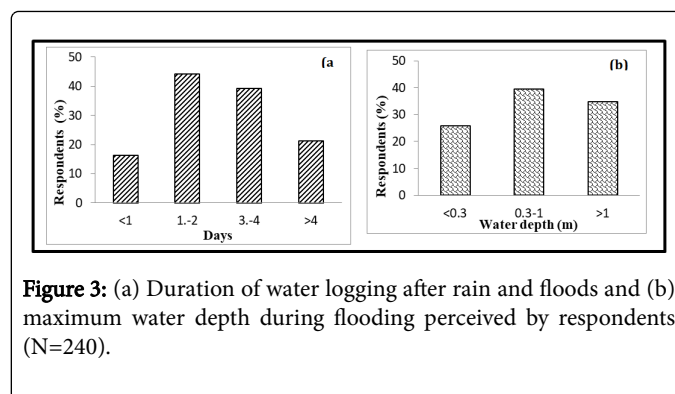 (a
50
40
30
20
10
0
Respondents (%)
<1 1.-2 3.-4 >4
Days
(b)
50
40
30
20
10
0
Respondents (%)
<0.3 0.3-1 >1
Water depth (m)
Figure 3: (a) Duration of water logging after rain and floods and (b)
maximum water depth during flooding perceived by respondents
(N=240).